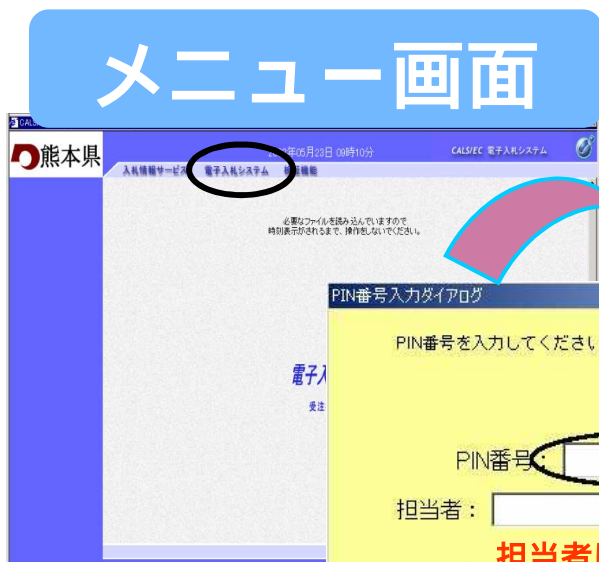 メニュー画面
熊本県
年05月23日 09時10分
CALS/EC 電子入札システム
入札情報サービス 電子入札システム 機能
必要なファイルを読み込んでいますので
時刻表示がされるまで、操作をしないでください。
PIN番号入力ダイアログ
PIN番号を入力してくださ
電子入
受注
PIN番号:
担当者:
担当者